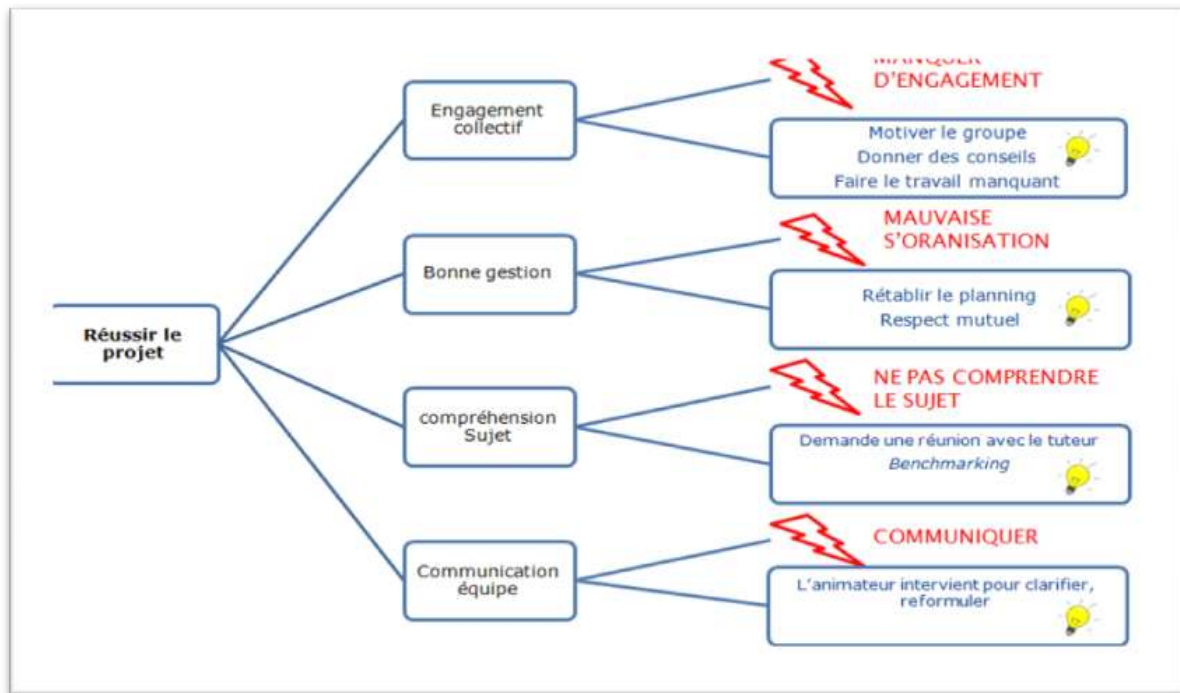 Réussir le
projet
Engagement
collectif
MANQUER
D'ENGAGEMENT
Motiver le groupe
Donner des conseils
Faire le travail manquant
Bonne gestion
MAUVAISE
S'ORANISATION
Rétablir le planning
Respect mutuel
compréhension
Sujet
NE PAS COMPRENDRE
LE SUJET
Demande une réunion avec le tuteur
Benchmarking
Communication
équipe
COMMUNIQUER
L'animateur intervient pour clarifier,
reformuler